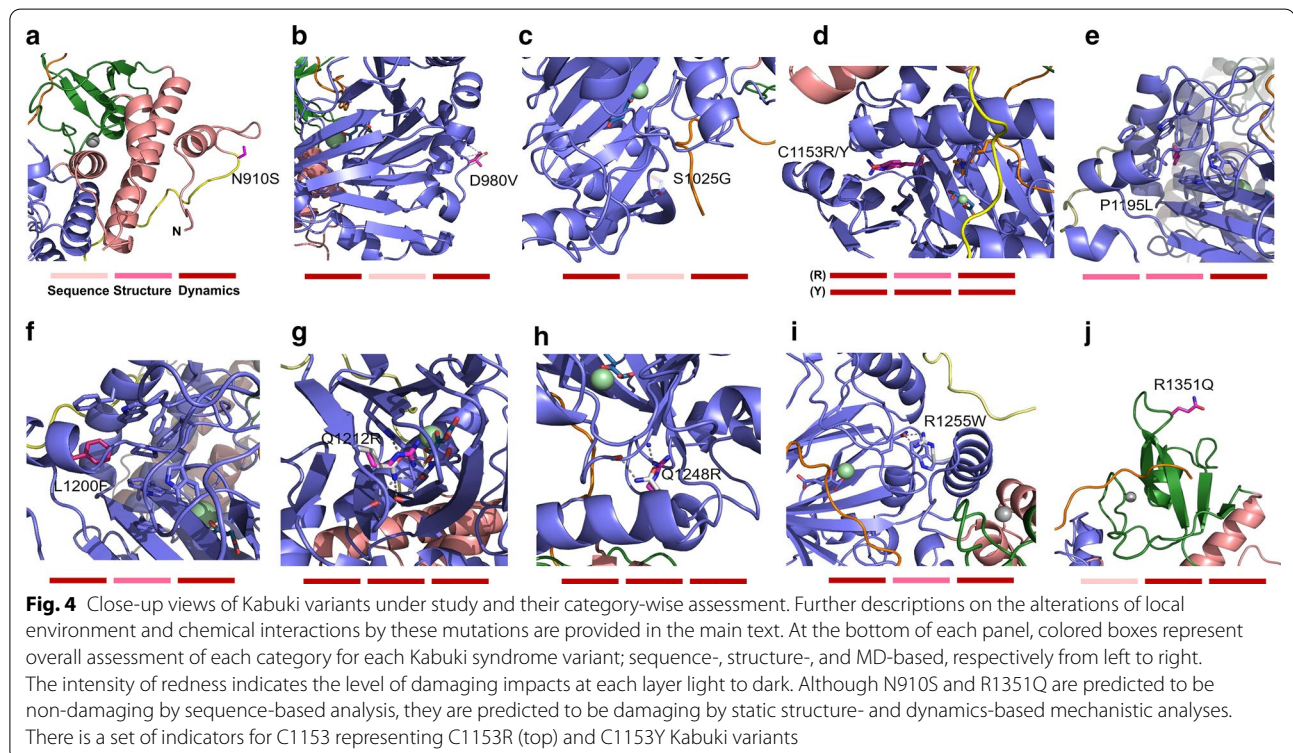 a
b
c
d
e
N910S
N
D980V
S1025G
C1153R/Y
P1195L
Sequence Structure Dynamics
(R)
(Y)
f
g
h
i
j
L1200F
Q1212R
Q1248R
R1255W
R1351Q
Fig. 4 Close-up views of Kabuki variants under study and their category-wise assessment. Further descriptions on the alterations of local
environment and chemical interactions by these mutations are provided in the main text. At the bottom of each panel, colored boxes represent
overall assessment of each category for each Kabuki syndrome variant; sequence-, structure-, and MD-based, respectively from left to right.
The intensity of redness indicates the level of damaging impacts at each layer light to dark. Although N910S and R1351Q are predicted to be
non-damaging by sequence-based analysis, they are predicted to be damaging by static structure- and dynamics-based mechanistic analyses.
There is a set of indicators for C1153 representing C1153R (top) and C1153Y Kabuki variants